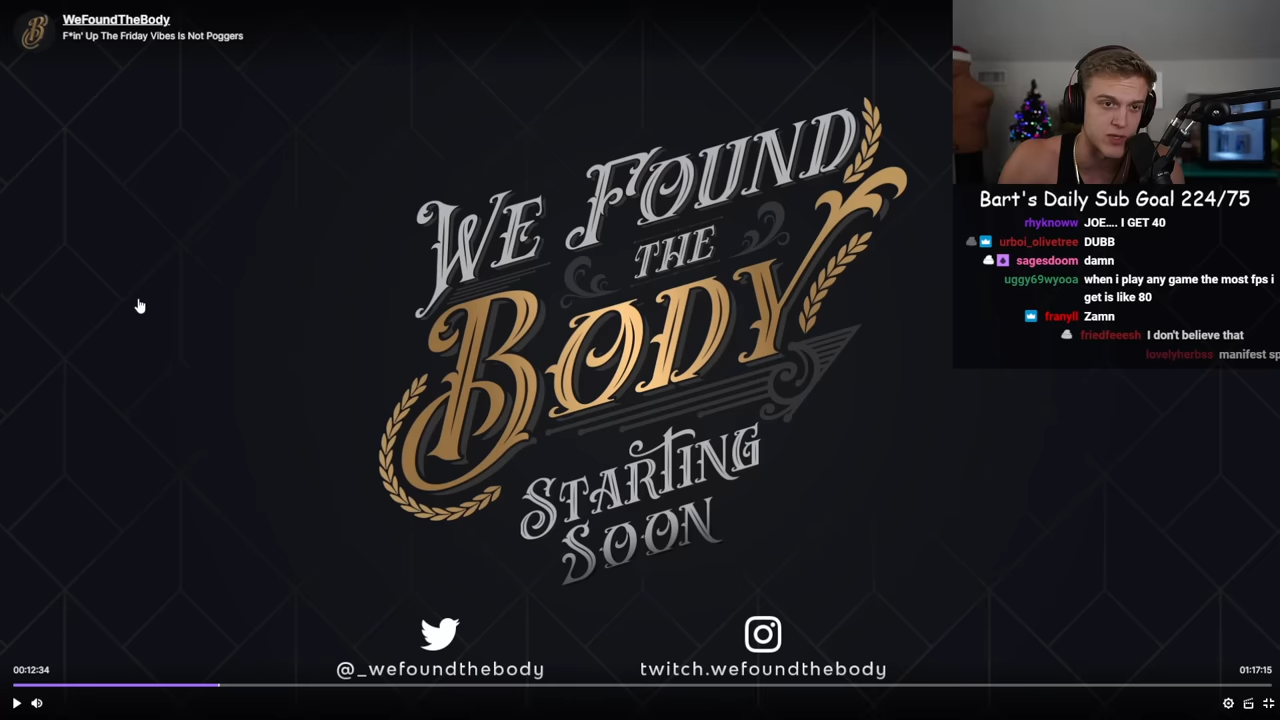 WeFoundTheBody
F*in' Up The Friday Vibes Is Not Poggers
WE FOUND
THE
BODY
STARTING
SOON
@_wefoundthebody
twitch.wefoundthebody
00:12:34
01:17:15
Bart's Daily Sub Goal 224/75
rhyknoww JOE.... I GET 40
urboi_olivetree DUBB
sagesdoom damn
uggy69wyooa when i play any game the most fps i
get is like 80
franyll Zamn
friedfeeesh I don't believe that
lovelyherbss manifest sp